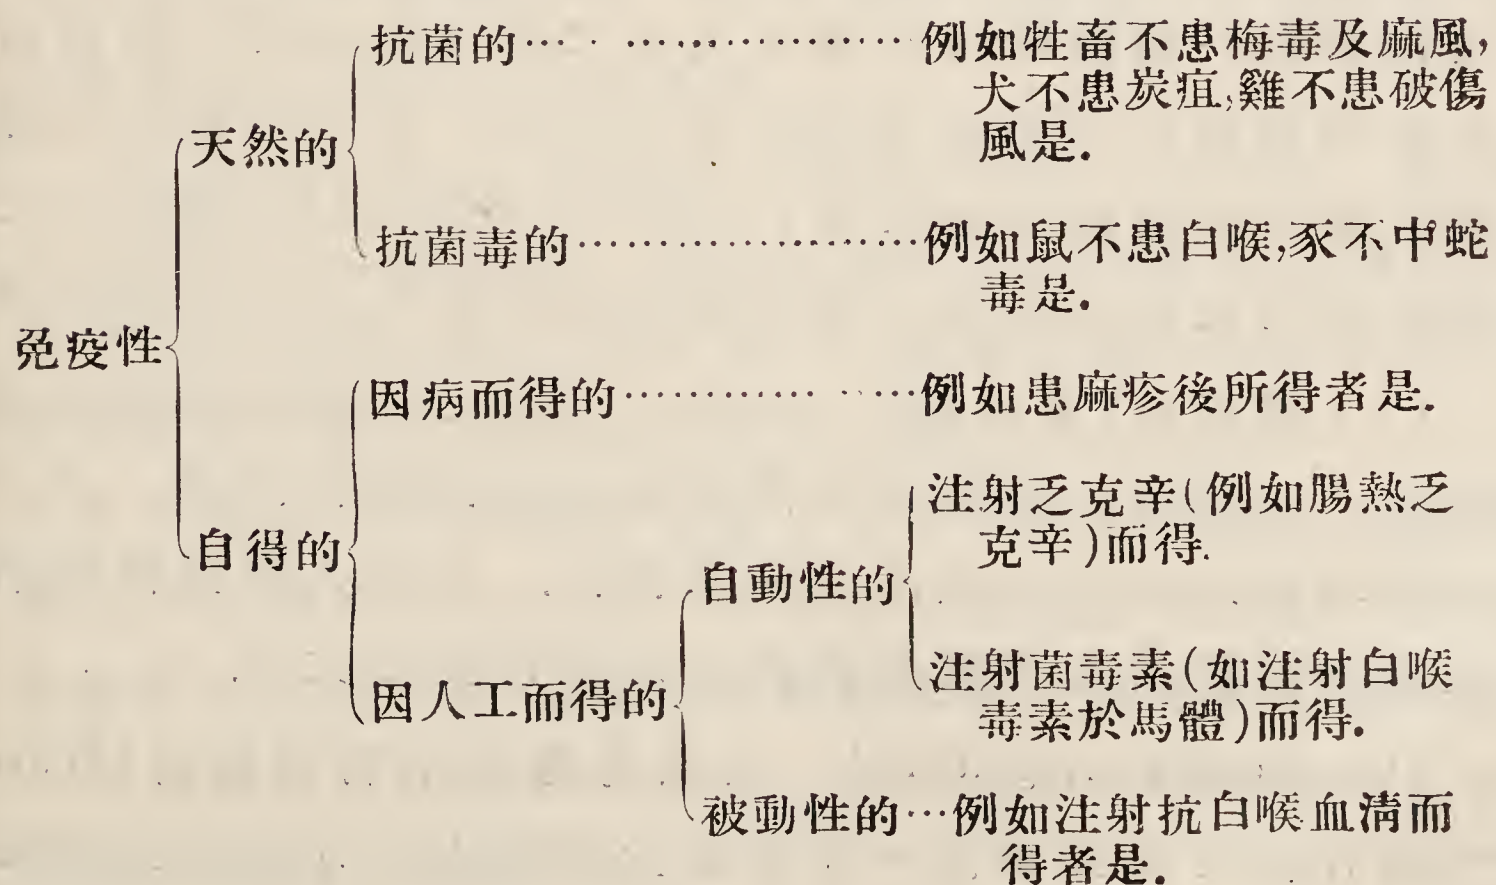 抗菌的………………例如牲畜不患梅毒及麻風,
犬不患炭疽,雞不患破傷
風是.
天然的
抗菌毒的………………例如鼠不患白喉,豕不中蛇
毒是.
免疫性
因病而得的………………例如患麻疹後所得者是.
注射乏克辛(例如腸熱乏
克辛)而得.
自得的
自動性的
注射菌毒素(如注射白喉
毒素於馬體)而得.
因人工而得的
被動性的…例如注射抗白喉血淸而
得者是.